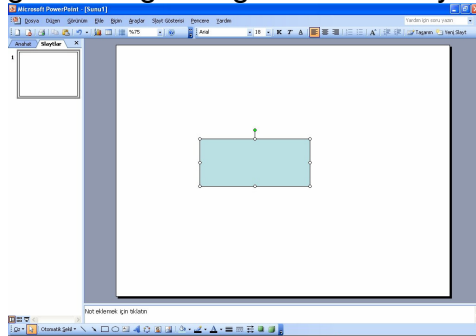 Microsoft PowerPoint - [Sunu1]
Dosya Düzen Görünüm Ekle Biçim Araçlar Slayt Gösterisi Pencere Yardım
Yardım için soru yazın
%75 Arial 18 K T A Tasarım Yeni Slayt
Anahat Slaytlar
1
Not eklemek için tıklatın
Çiz Otomatik Şekil